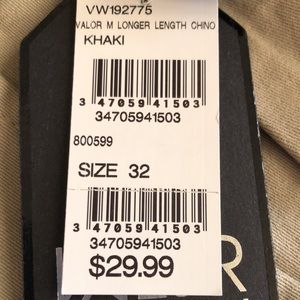 VW192775
VALOR M LONGER LENGTH CHINO
KHAKI
3 47059 41503
34705941503
800599
SIZE 32
3 47059 41503
34705941503
$29.99